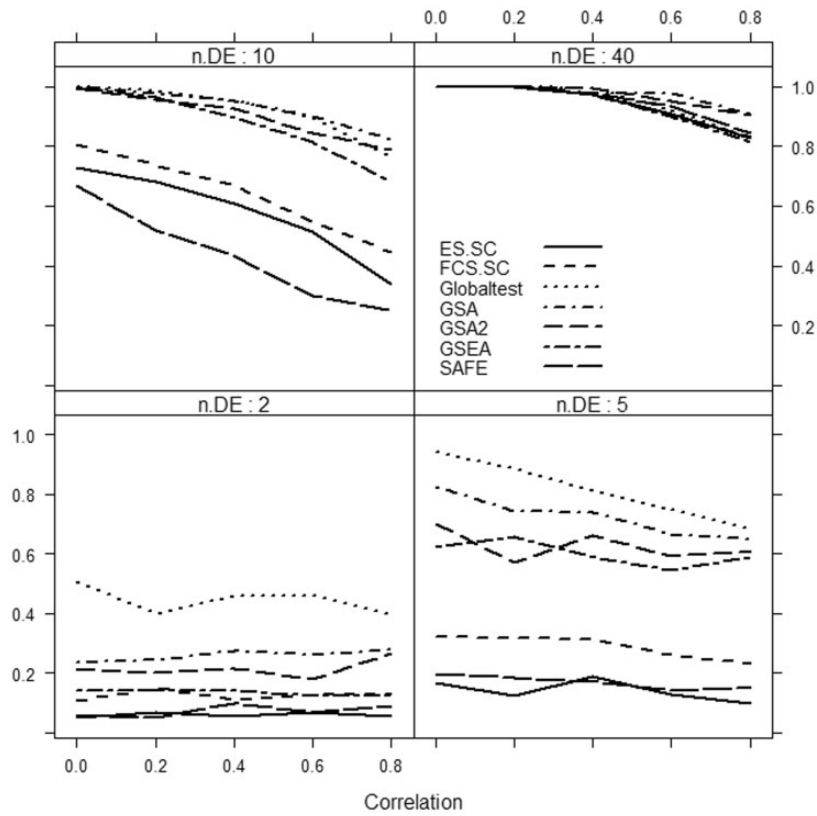 0.0 0.2 0.4 0.6 0.8
n.DE : 10 n.DE : 40
1.0
0.8
0.6
0.4
0.2
ES.SC
FCS.SC
Globaltest
GSA
GSA2
GSEA
SAFE
n.DE : 2 n.DE : 5
1.0
0.8
0.6
0.4
0.2
0.0 0.2 0.4 0.6 0.8
Correlation